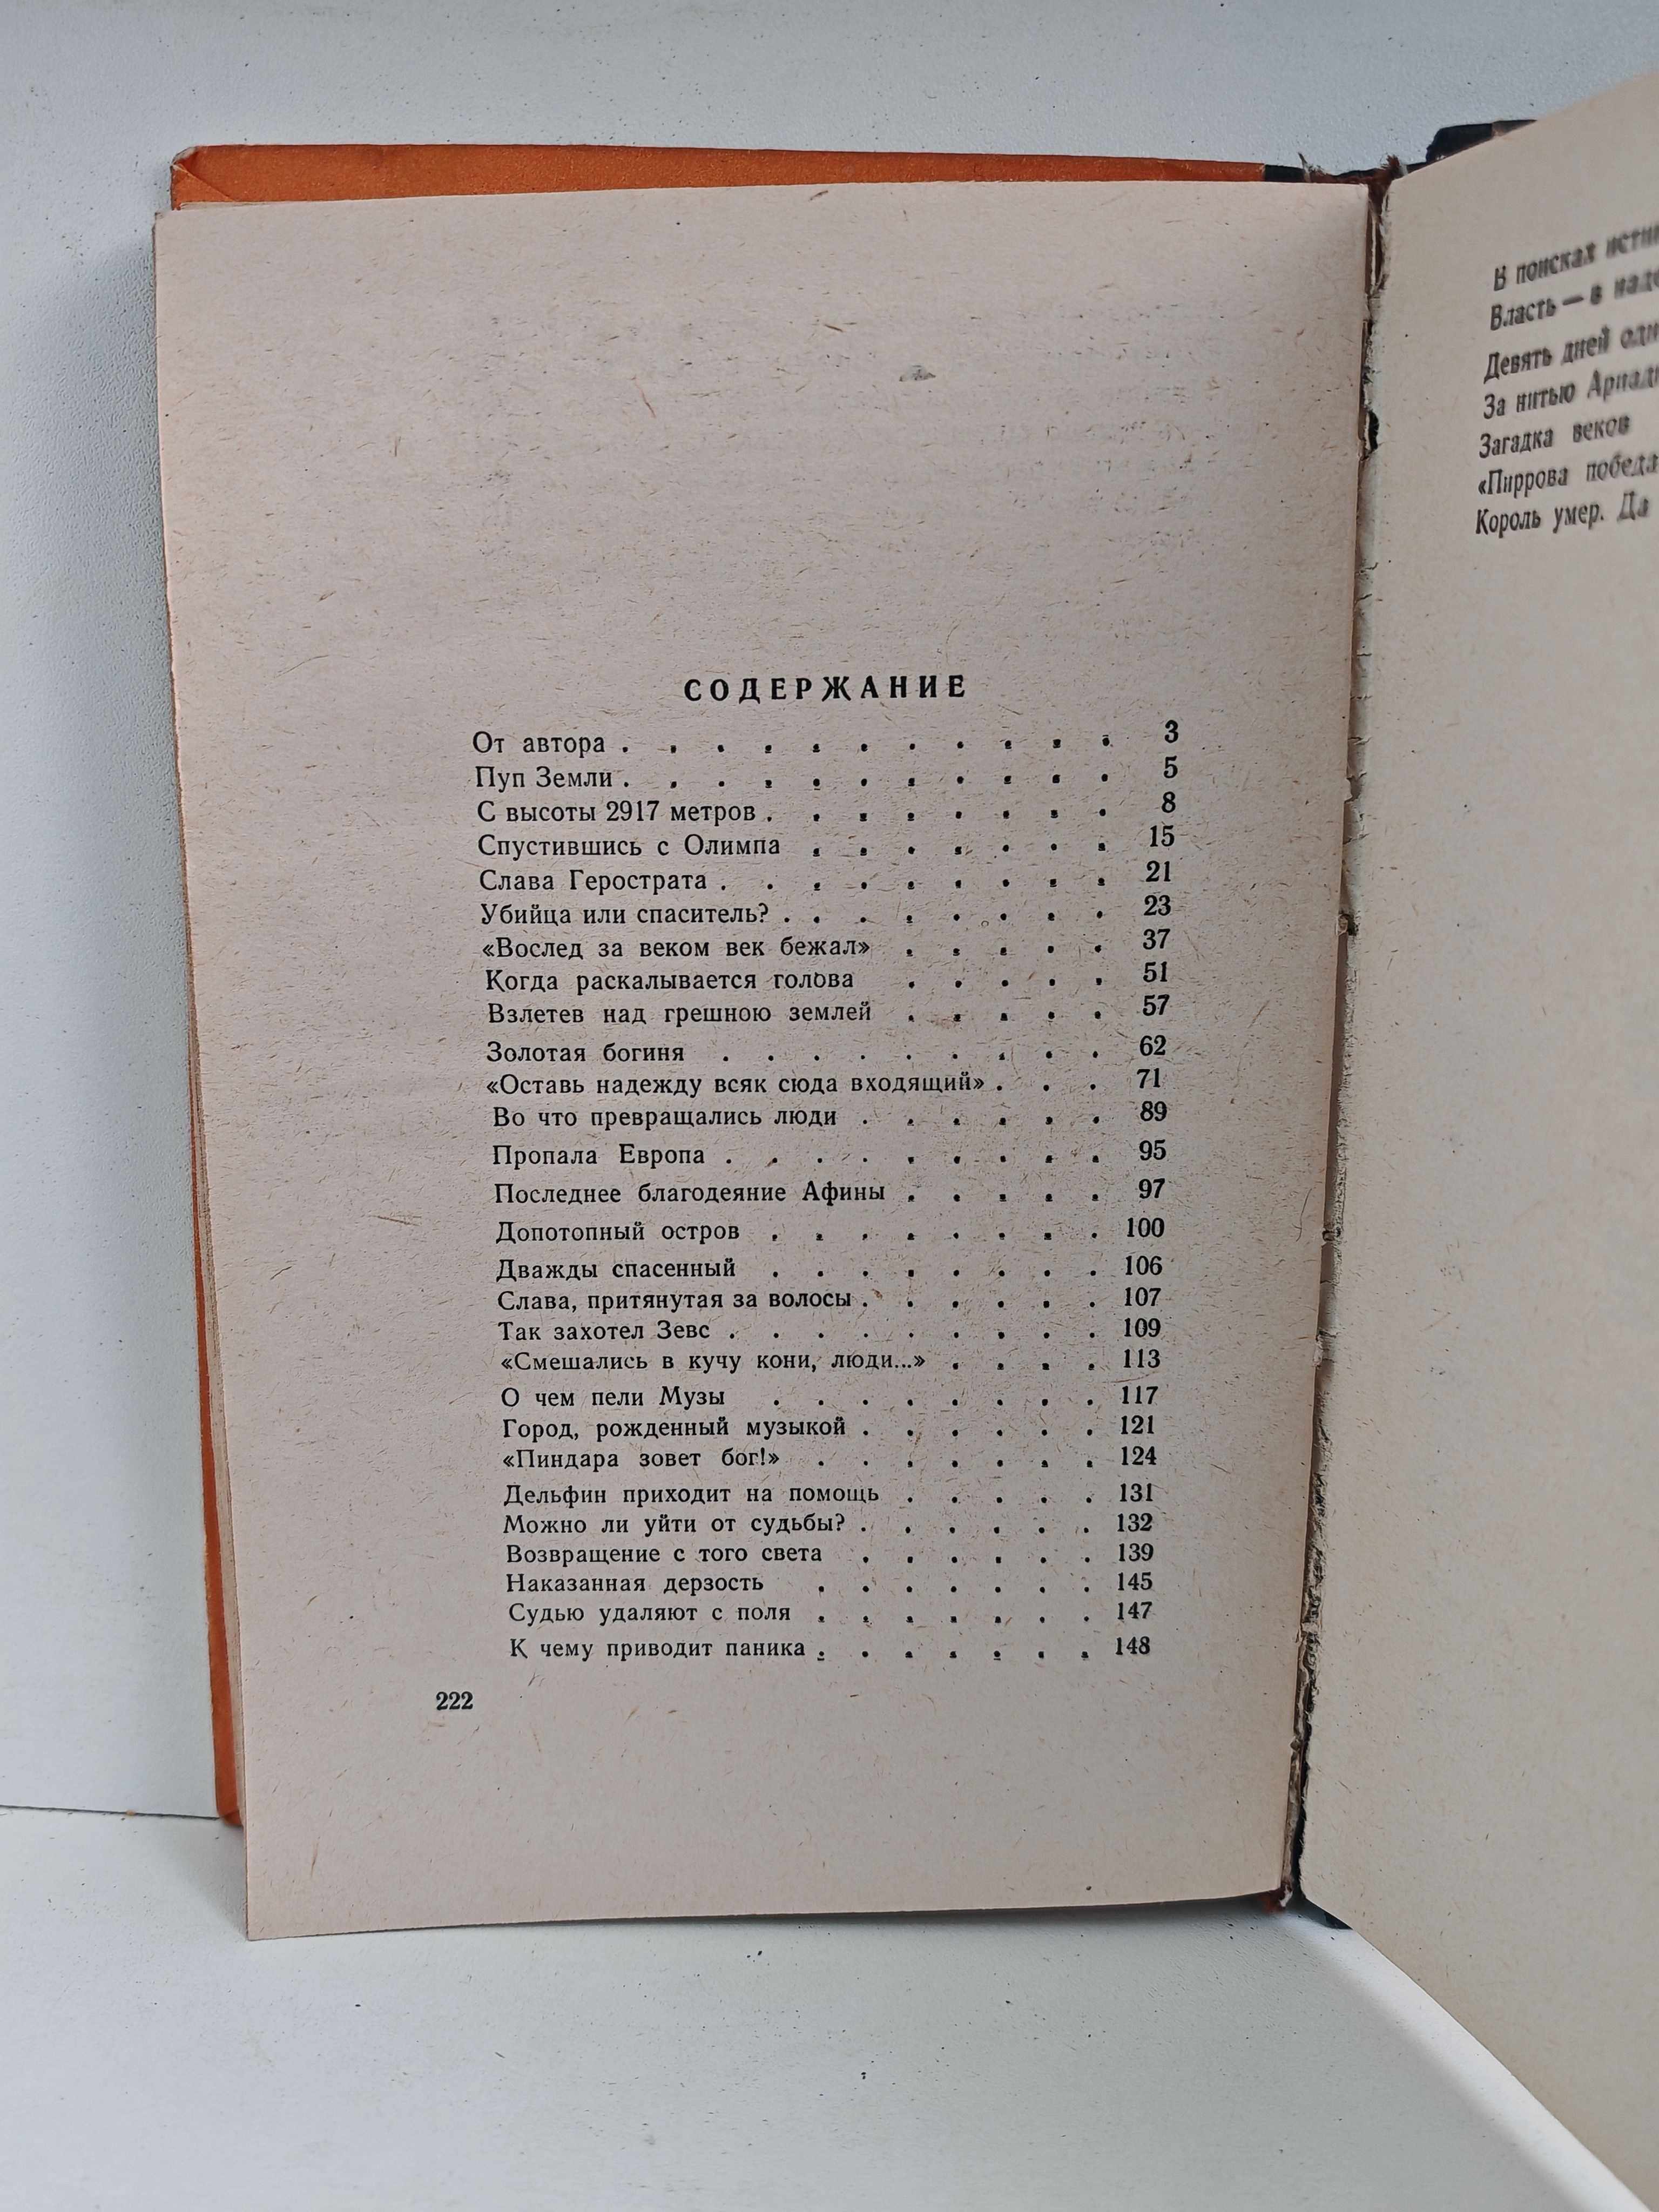 СОДЕРЖАНИЕ
От автора . . . . . . . . . . . 3
Пуп Земли . . . . . . . . . . . 5
С высоты 2917 метров . . . . . . . . 8
Спустившись с Олимпа . . . . . . . 15
Слава Герострата . . . . . . . . . 21
Убийца или спаситель? . . . . . . . . 23
«Вослед за веком век бежал» . . . . . 37
Когда раскалывается голова . . . . . 51
Взлетев над грешною землей . . . . . 57
Золотая богиня . . . . . . . . . 62
«Оставь надежду всяк сюда входящий» . . . 71
Во что превращались люди . . . . . . 89
Пропала Европа . . . . . . . . . 95
Последнее благодеяние Афины . . . . . 97
Допотопный остров . . . . . . . . 100
Дважды спасенный . . . . . . . . 106
Слава, притянутая за волосы . . . . . . 107
Так захотел Зевс . . . . . . . . . 109
«Смешались в кучу кони, люди...» . . . . 113
О чем пели Музы . . . . . . . . 117
Город, рожденный музыкой . . . . . . 121
«Пиндара зовет бог!» . . . . . . . 124
Дельфин приходит на помощь . . . . . 131
Можно ли уйти от судьбы? . . . . . . 132
Возвращение с того света . . . . . . 139
Наказанная дерзость . . . . . . . 145
Судью удаляют с поля . . . . . . . 147
К чему приводит паника . . . . . . . 148
222
В поисках
Власть — в
Девять дней
За нитью
Загадка веков
«Пиррова победа
Король умер. Да